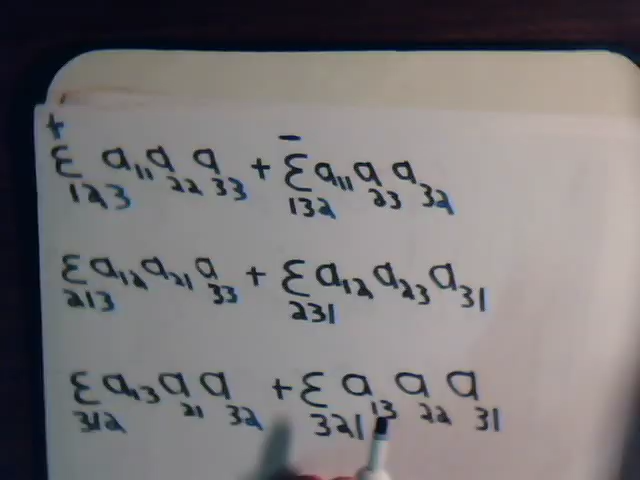 + -
ε₁₂₃ a₁₁ a₂₂ a₃₃ + ε₁₃₂ a₁₁ a₂₃ a₃₂
ε₂₁₃ a₁₂ a₂₁ a₃₃ + ε₂₃₁ a₁₂ a₂₃ a₃₁
ε₃₁₂ a₁₃ a₂₁ a₃₂ + ε₃₂₁ a₁₃ a₂₂ a₃₁